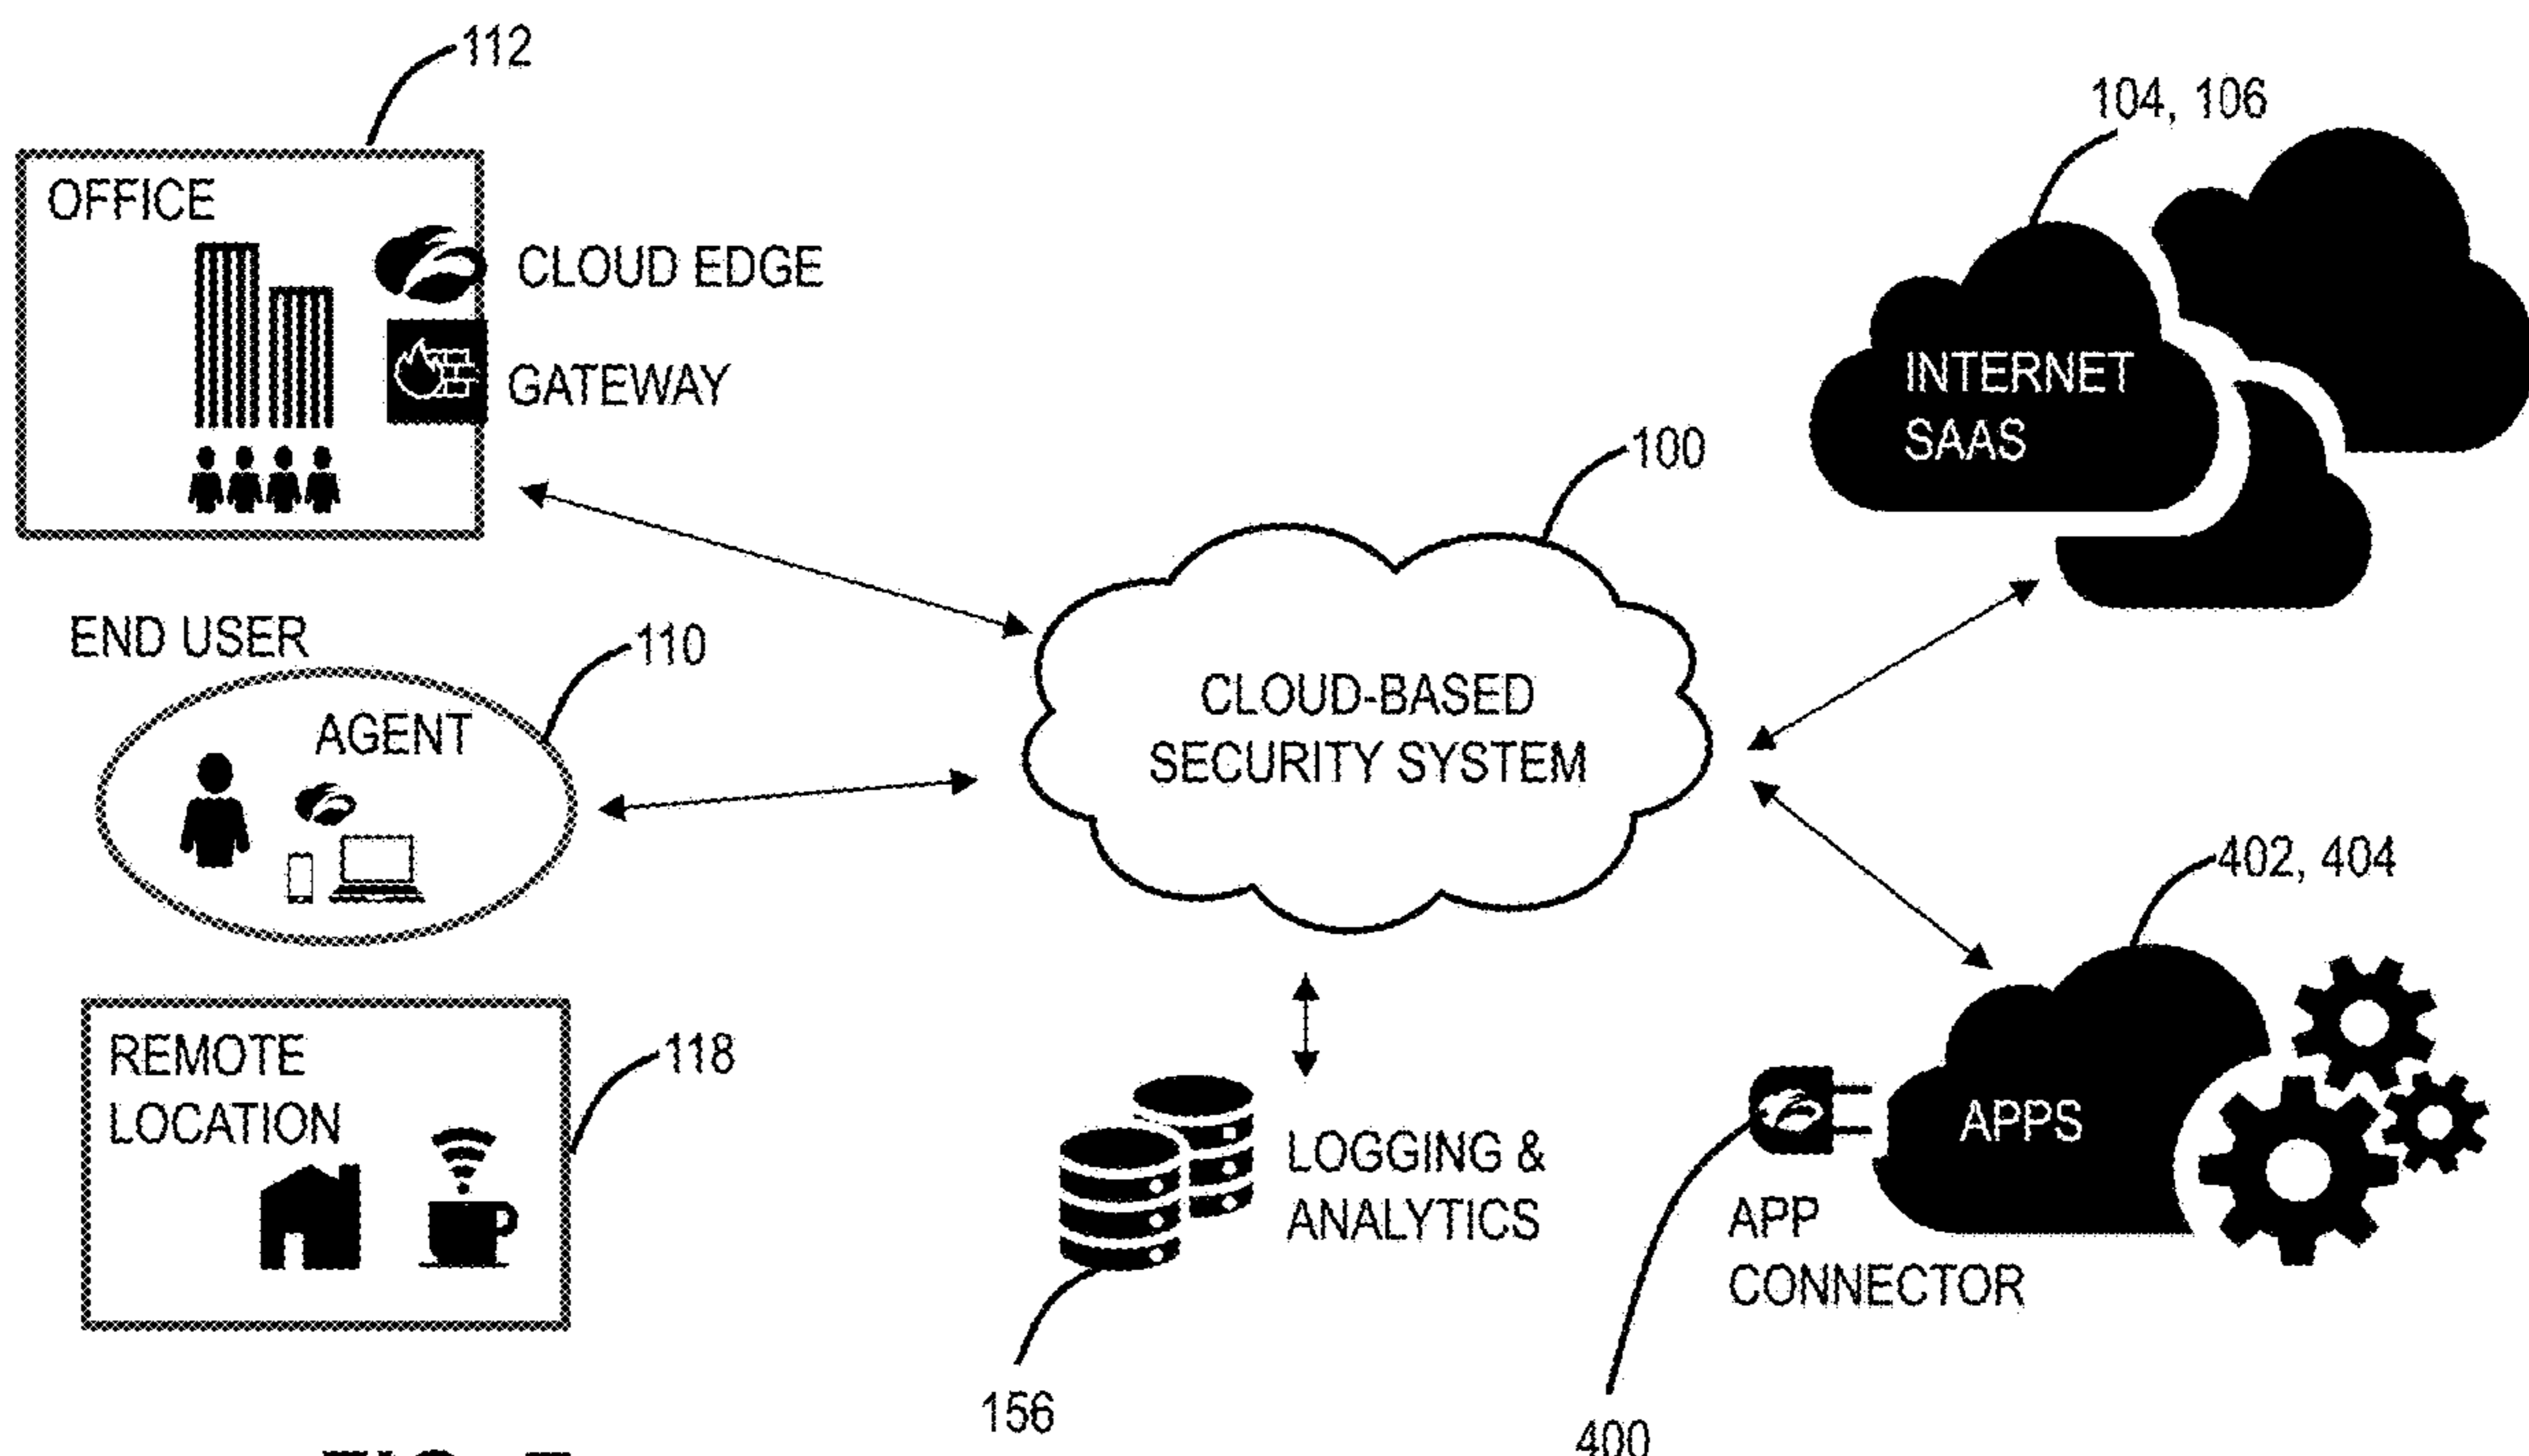 112
104, 106
OFFICE
CLOUD EDGE
GATEWAY
INTERNET
SAAS
100
END USER
110
AGENT
CLOUD-BASED
SECURITY SYSTEM
402, 404
REMOTE
LOCATION
118
LOGGING &
ANALYTICS
APPS
APP
CONNECTOR
156
400